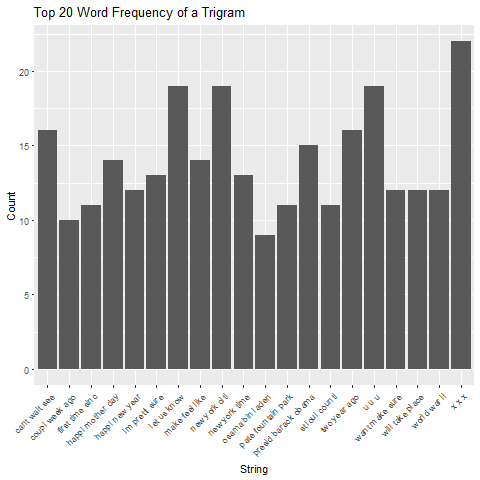 Top 20 Word Frequency of a Trigram
20
15
10
5
0
Count
cant wait see
coupl week ago
first time sinc
happi mother day
happi new year
im pretti sure
let us know
make feel like
new york citi
new york time
osama bin laden
pate fountain park
presid barack obama
st loui counti
two year ago
u u u
want make sure
will take place
world war ii
x x x
String